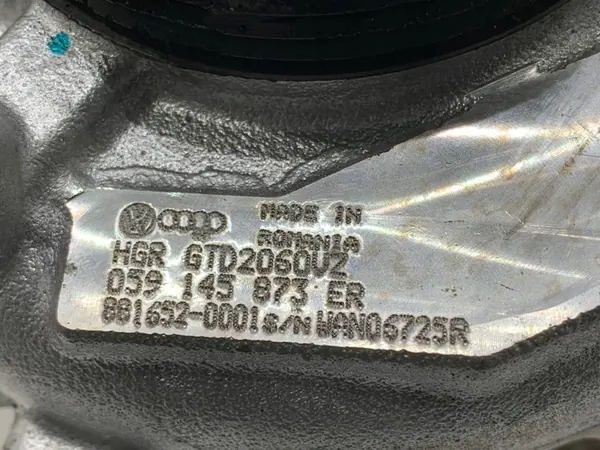 MADE IN
ROMANIA
HGR GTD2060VZ
059 145 873 ER
881652-0001 S/N WAN06725R